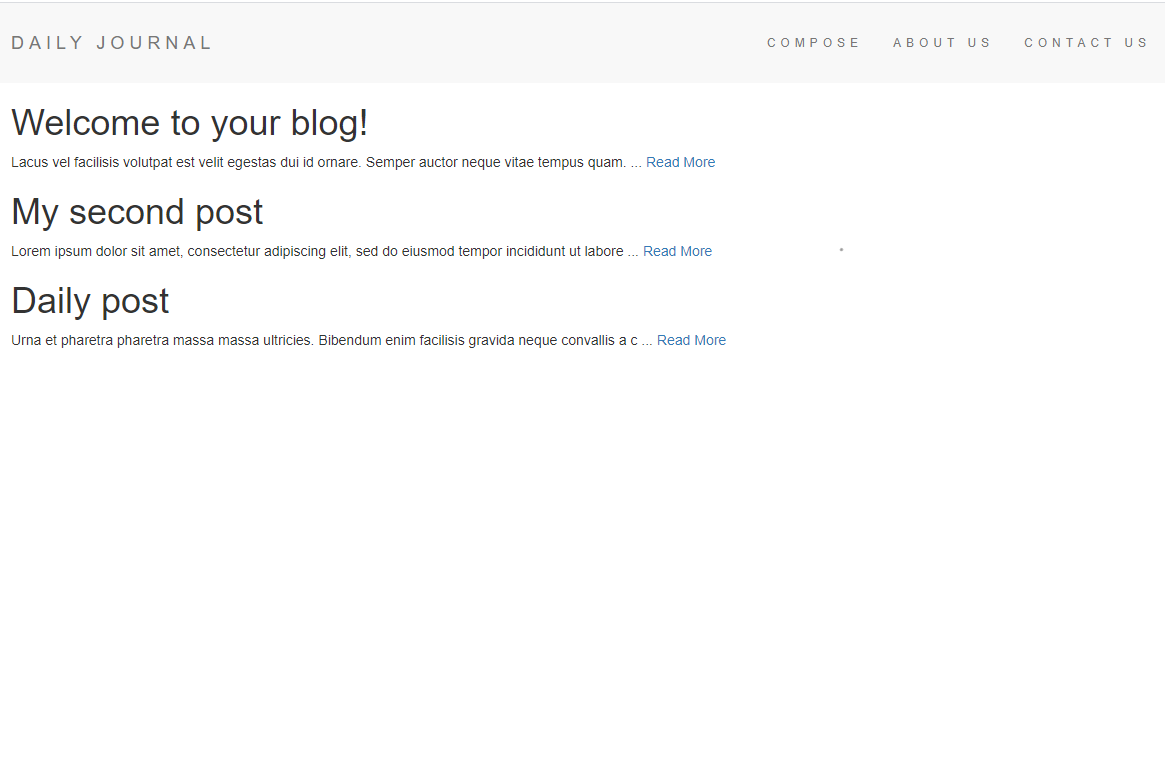 DAILY JOURNAL COMPOSE ABOUT US CONTACT US
Welcome to your blog!
Lacus vel facilisis volutpat est velit egestas dui id ornare. Semper auctor neque vitae tempus quam. ... Read More
My second post
Lorem ipsum dolor sit amet, consectetur adipiscing elit, sed do eiusmod tempor incididunt ut labore ... Read More
Daily post
Urna et pharetra pharetra massa massa ultricies. Bibendum enim facilisis gravida neque convallis a c ... Read More